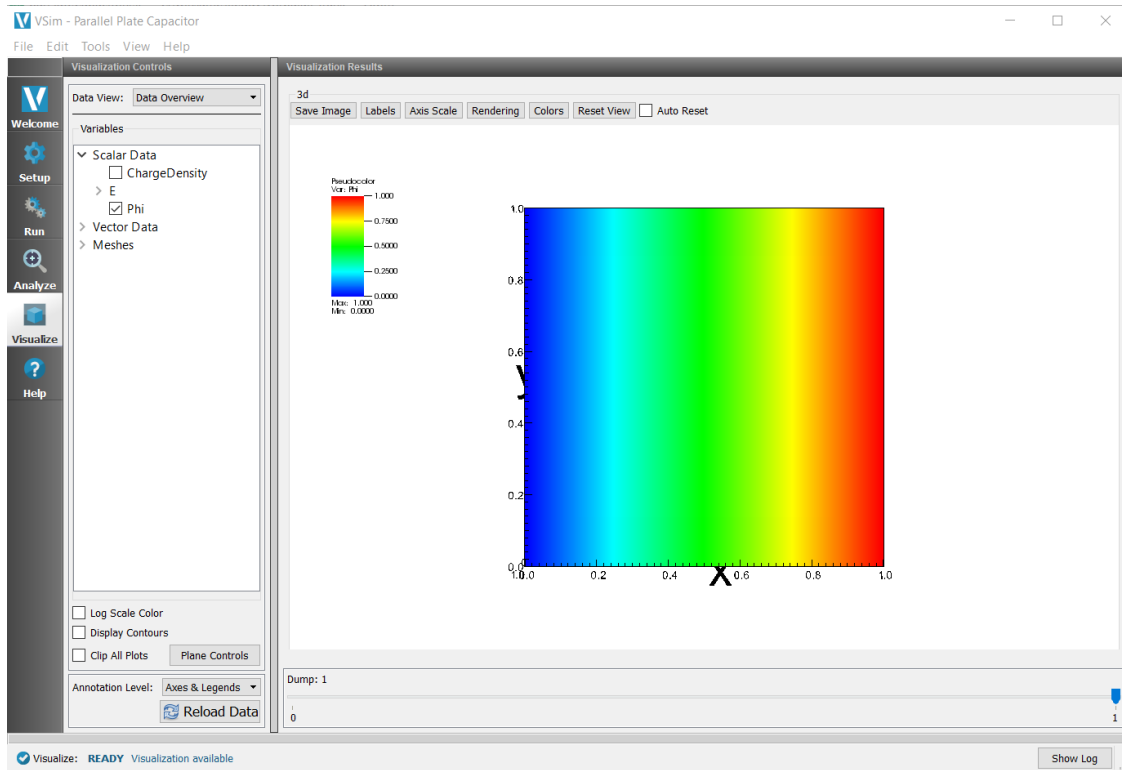 VSim - Parallel Plate Capacitor
File Edit Tools View Help
Visualization Controls
Visualization Results
Welcome
Setup
Run
Analyze
Visualize
Help
Data View: Data Overview
Variables
Scalar Data
ChargeDensity
E
Phi
Vector Data
Meshes
Log Scale Color
Display Contours
Clip All Plots Plane Controls
Annotation Level: Axes & Legends
Reload Data
3d
Save Image Labels Axis Scale Rendering Colors Reset View Auto Reset
Pseudocolor
Var: Phi
1.000
0.7500
0.5000
0.2500
0.0000
Max: 1.000
Min: 0.0000
1.0
0.8
0.6
y
0.4
0.2
0.0
1.0 0.0 0.2 0.4 x 0.6 0.8 1.0
Dump: 1
0 1
Visualize: READY Visualization available
Show Log